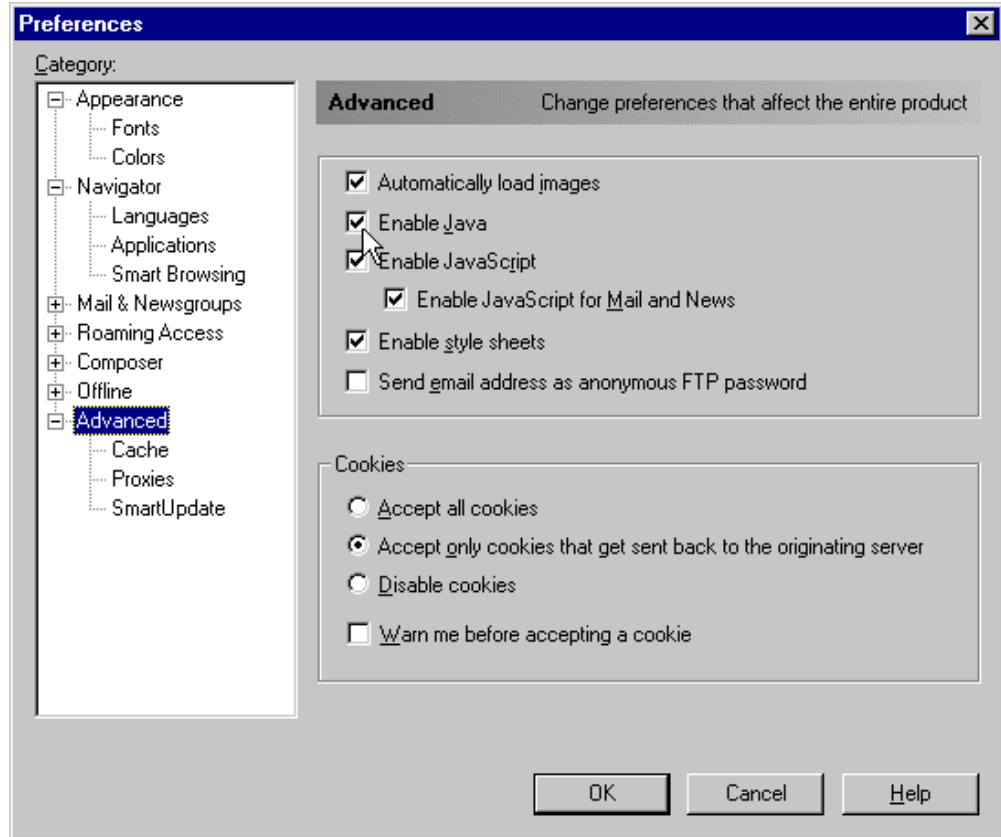 Preferences
Category:
Appearance
Fonts
Colors
Navigator
Languages
Applications
Smart Browsing
Mail & Newsgroups
Roaming Access
Composer
Offline
Advanced
Cache
Proxies
SmartUpdate
Advanced Change preferences that affect the entire product
Automatically load images
Enable Java
Enable JavaScript
Enable JavaScript for Mail and News
Enable style sheets
Send email address as anonymous FTP password
Cookies
Accept all cookies
Accept only cookies that get sent back to the originating server
Disable cookies
Warn me before accepting a cookie
OK Cancel Help